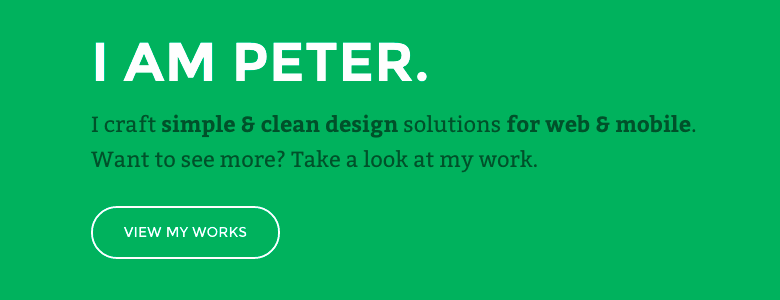 I AM PETER.
I craft simple & clean design solutions for web & mobile.
Want to see more? Take a look at my work.
VIEW MY WORKS